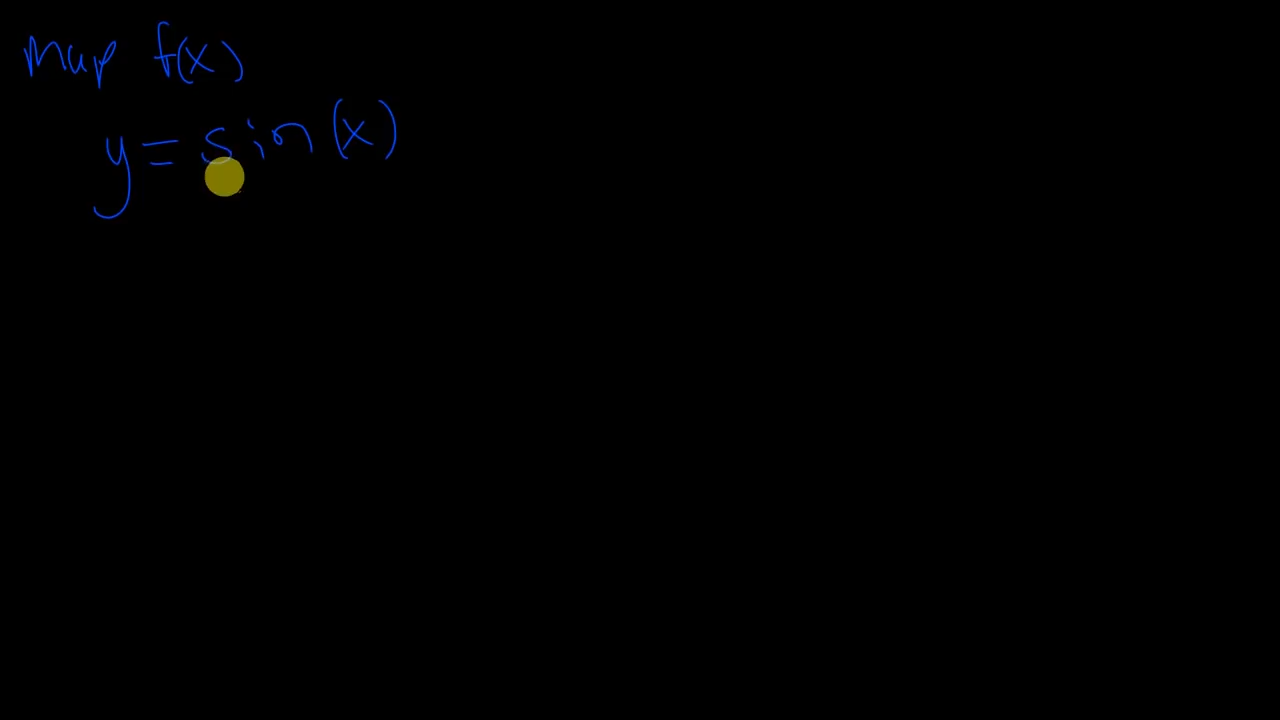 map f(x)
y = sin(x)